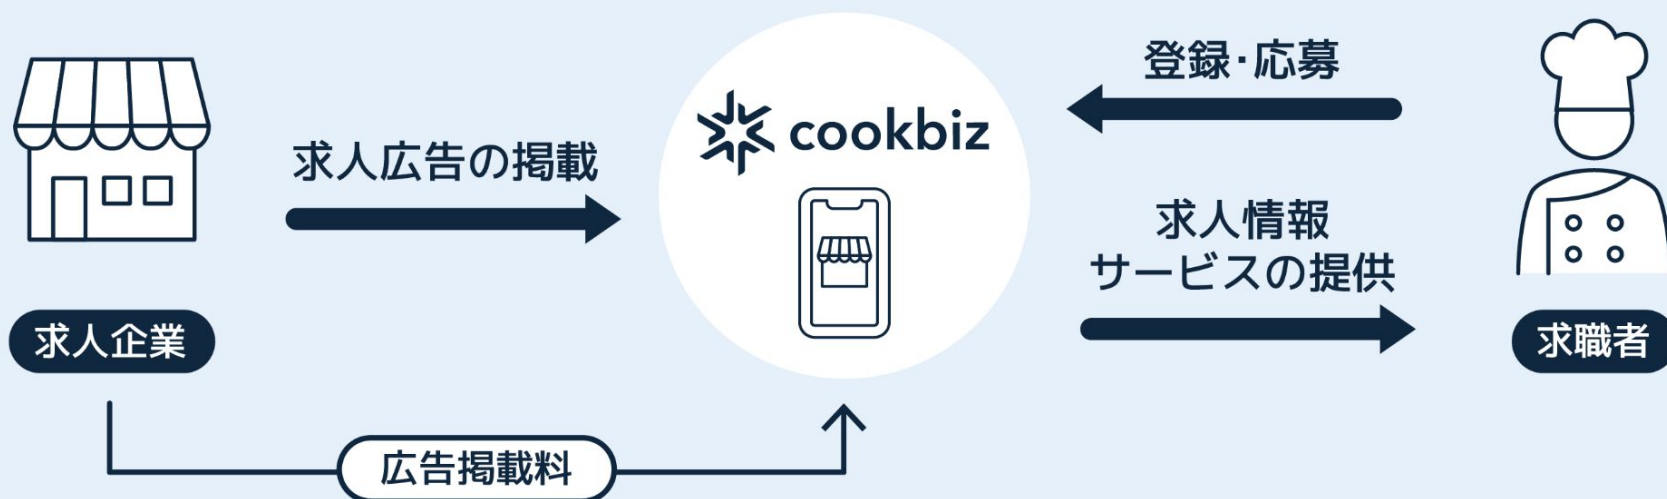 求人広告の掲載
求人企業
広告掲載料
cookbiz
登録・応募
求人情報
サービスの提供
求職者